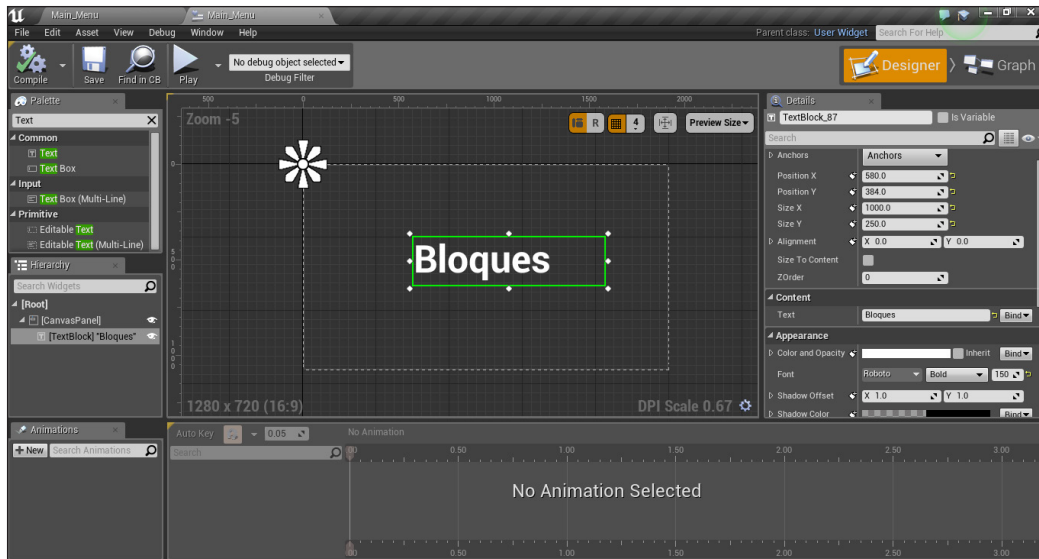 Main_Menu Main_Menu
File Edit Asset View Debug Window Help Parent class: User Widget Search For Help
No debug object selected
Compile Save Find in CB Play Debug Filter Designer Graph
Palette
Text
Common
Text
Text Box
Input
Text Box (Multi-Line)
Primitive
Editable Text
Editable Text (Multi-Line)
Hierarchy
Search Widgets
[Root]
[CanvasPanel]
[TextBlock] "Bloques"
500 0 500 1000 1500 2000
Zoom -5 R 4 Preview Size
0
500
1000
Bloques
1280 x 720 (16:9) DPI Scale 0.67
Details
TextBlock_87 Is Variable
Search
Anchors Anchors
Position X 580.0
Position Y 384.0
Size X 1000.0
Size Y 250.0
Alignment X 0.0 Y 0.0
Size To Content
ZOrder 0
Content
Text Bloques Bind
Appearance
Color and Opacity Inherit Bind
Font Roboto Bold 150
Shadow Offset X 1.0 Y 1.0
Shadow Color Bind
Animations
New Search Animations
Auto Key 0.05 No Animation
Search
0.50 1.00 1.50 2.00 2.50 3.00
No Animation Selected
0.50 1.00 1.50 2.00 2.50 3.00